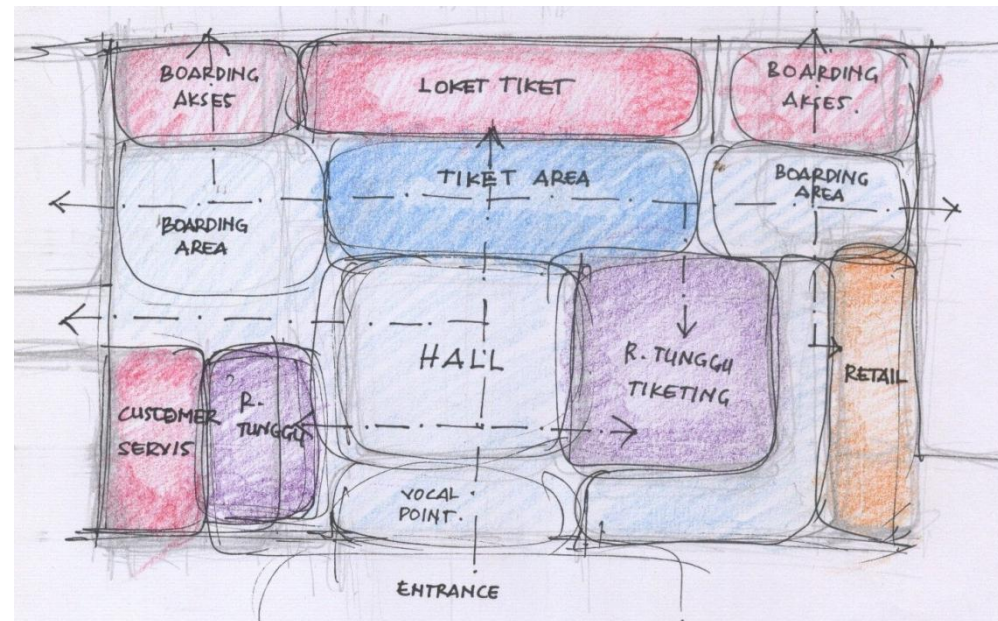 BOARDING
AKSES
LOKET TIKET
BOARDING
AKSES.
TIKET AREA
BOARDING
AREA
BOARDING
AREA
HALL
R. TUNGGU
TIKETING
RETAIL
CUSTOMER
SERVIS
R.
TUNGGU
VOCAL
POINT.
ENTRANCE